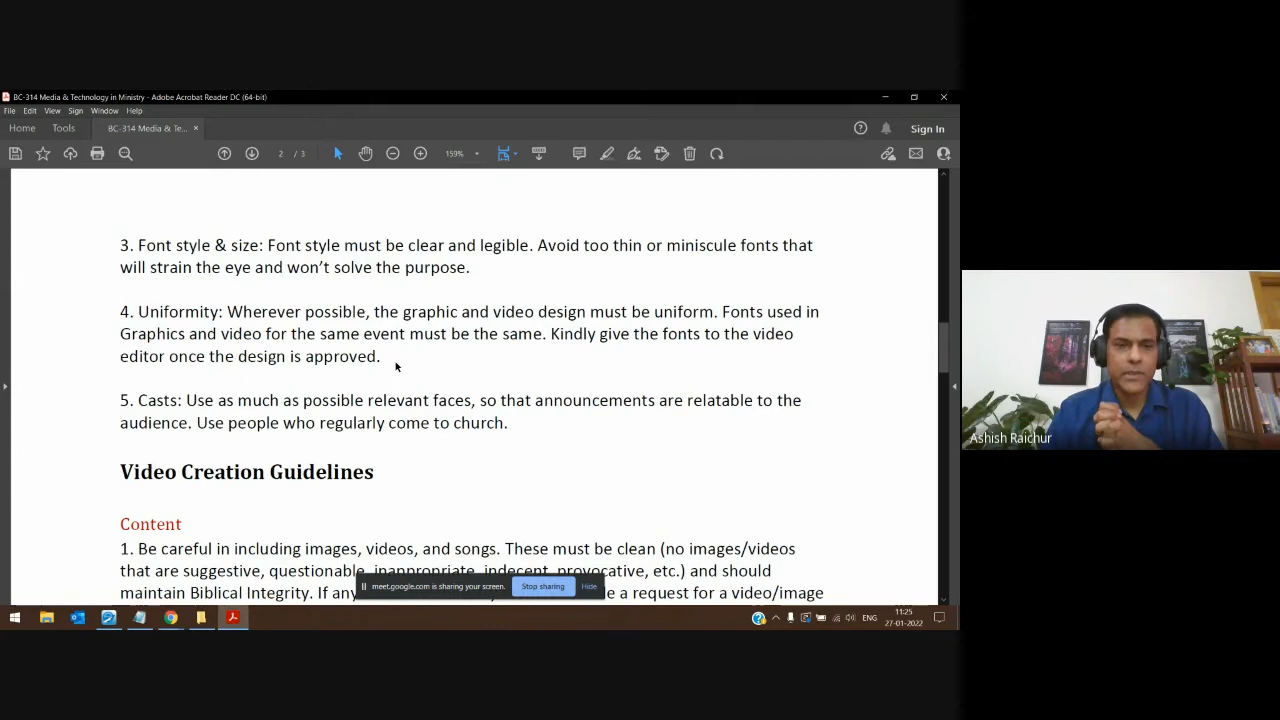 BC-314 Media & Technology in Ministry - Adobe Acrobat Reader DC (64-bit)
File Edit View Sign Window Help
Home Tools BC-314 Media & Te... × Sign In
2 / 3 159%
3. Font style & size: Font style must be clear and legible. Avoid too thin or miniscule fonts that
will strain the eye and won’t solve the purpose.
4. Uniformity: Wherever possible, the graphic and video design must be uniform. Fonts used in
Graphics and video for the same event must be the same. Kindly give the fonts to the video
editor once the design is approved.
5. Casts: Use as much as possible relevant faces, so that announcements are relatable to the
audience. Use people who regularly come to church.
Video Creation Guidelines
Content
1. Be careful in including images, videos, and songs. These must be clean (no images/videos
that are suggestive, questionable, inappropriate, indecent, provocative, etc.) and should
maintain Biblical Integrity. If any
e a request for a video/image
meet.google.com is sharing your screen. Stop sharing Hide
ENG
11:25
27-01-2022
Ashish Raichur